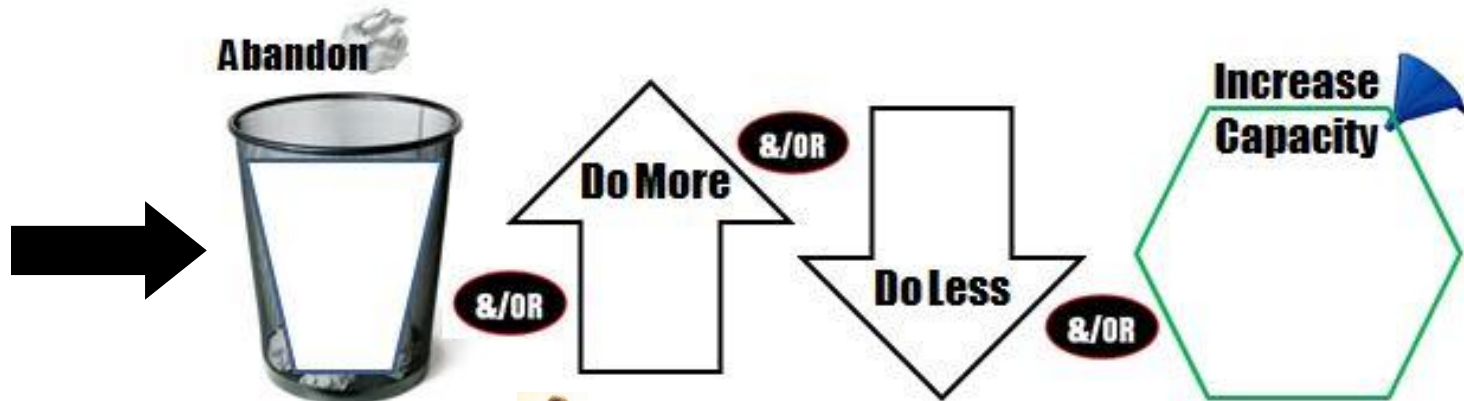 Abandon
&/OR
Do More
&/OR
Do Less
&/OR
Increase
Capacity